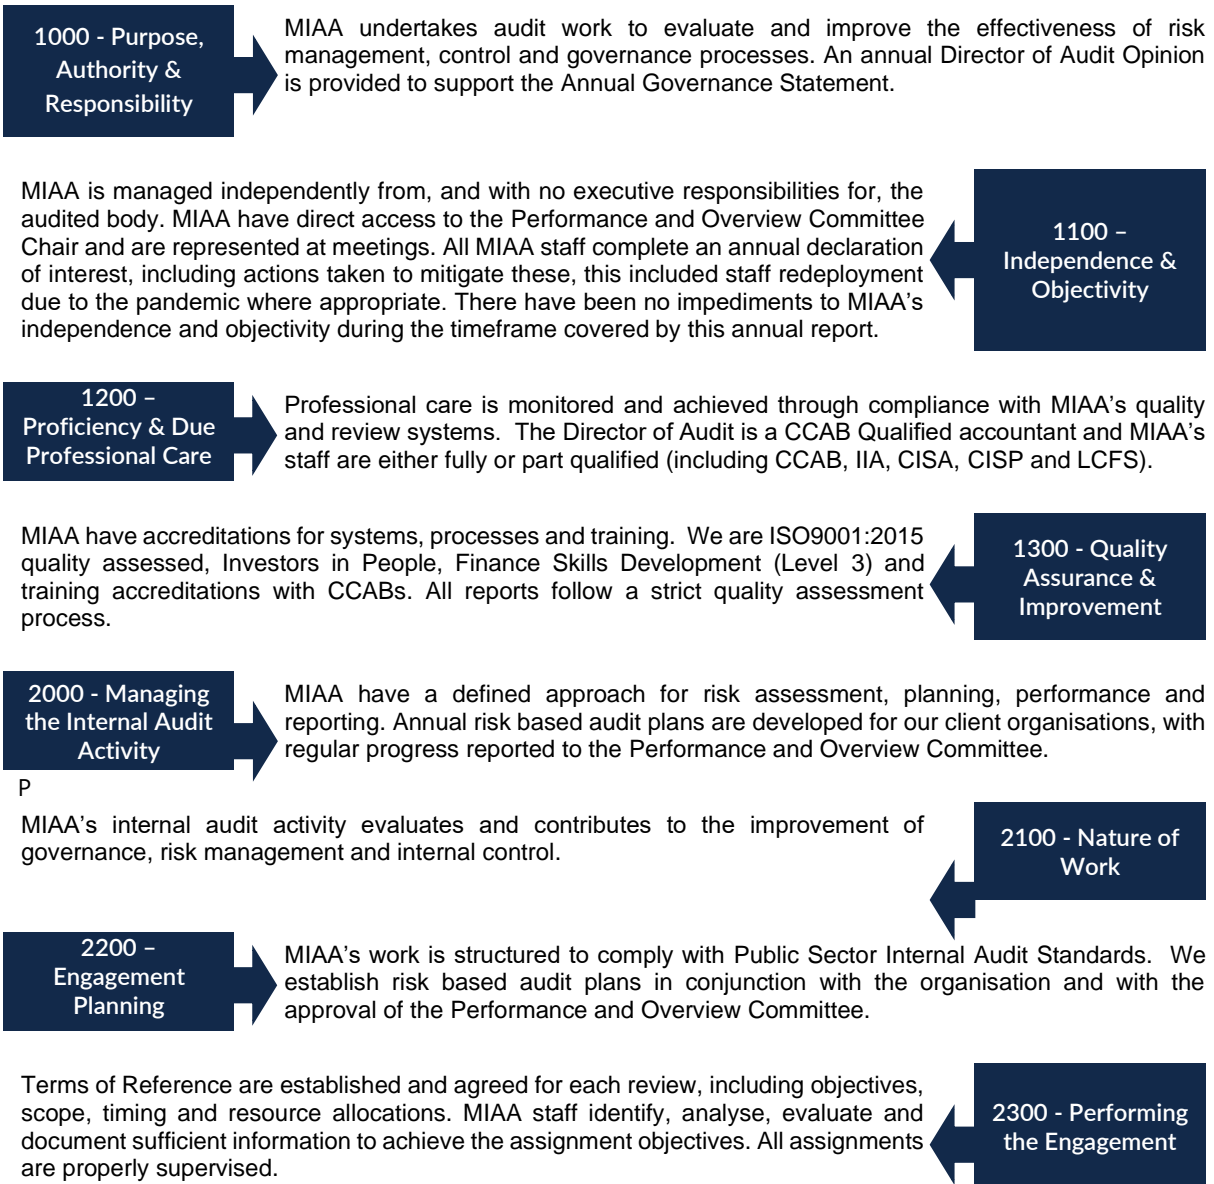 1000 - Purpose,
Authority &
Responsibility
MIAA undertakes audit work to evaluate and improve the effectiveness of risk
management, control and governance processes. An annual Director of Audit Opinion
is provided to support the Annual Governance Statement.
MIAA is managed independently from, and with no executive responsibilities for, the
audited body. MIAA have direct access to the Performance and Overview Committee
Chair and are represented at meetings. All MIAA staff complete an annual declaration
of interest, including actions taken to mitigate these, this included staff redeployment
due to the pandemic where appropriate. There have been no impediments to MIAA’s
independence and objectivity during the timeframe covered by this annual report.
1100 –
Independence &
Objectivity
1200 –
Proficiency & Due
Professional Care
Professional care is monitored and achieved through compliance with MIAA’s quality
and review systems. The Director of Audit is a CCAB Qualified accountant and MIAA’s
staff are either fully or part qualified (including CCAB, IIA, CISA, CISP and LCFS).
MIAA have accreditations for systems, processes and training. We are ISO9001:2015
quality assessed, Investors in People, Finance Skills Development (Level 3) and
training accreditations with CCABs. All reports follow a strict quality assessment
process.
1300 - Quality
Assurance &
Improvement
2000 - Managing
the Internal Audit
Activity
MIAA have a defined approach for risk assessment, planning, performance and
reporting. Annual risk based audit plans are developed for our client organisations, with
regular progress reported to the Performance and Overview Committee.
P
MIAA’s internal audit activity evaluates and contributes to the improvement of
governance, risk management and internal control.
2100 - Nature of
Work
2200 –
Engagement
Planning
MIAA’s work is structured to comply with Public Sector Internal Audit Standards. We
establish risk based audit plans in conjunction with the organisation and with the
approval of the Performance and Overview Committee.
Terms of Reference are established and agreed for each review, including objectives,
scope, timing and resource allocations. MIAA staff identify, analyse, evaluate and
document sufficient information to achieve the assignment objectives. All assignments
are properly supervised.
2300 - Performing
the Engagement